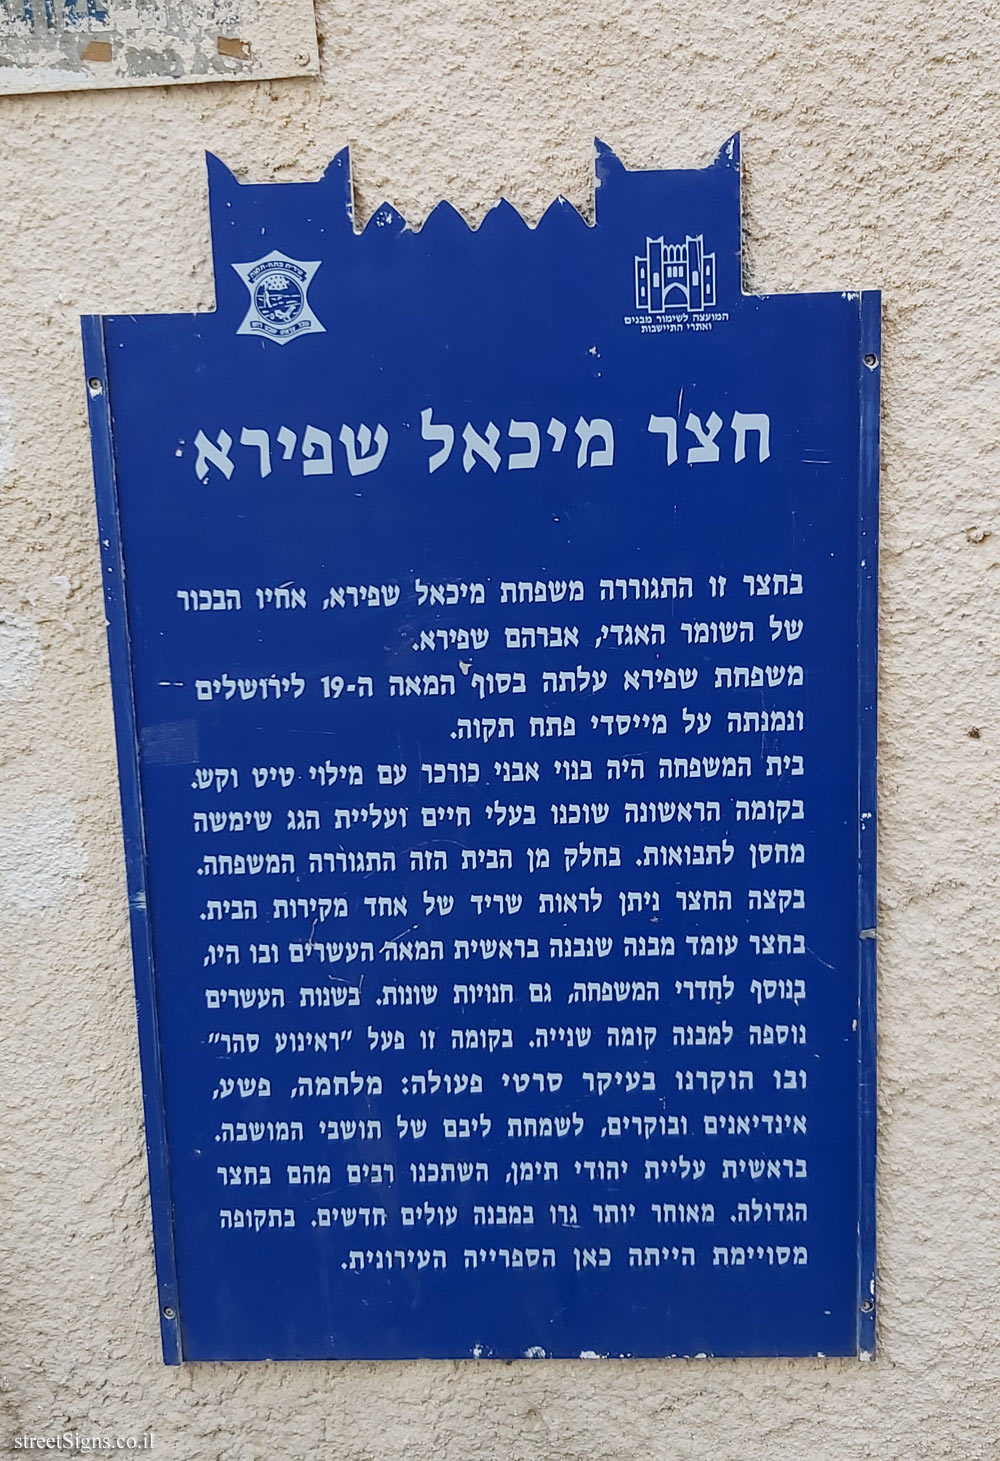 עירית פתח-תקוה
המועצה לשימור מבנים
ואתרי התיישבות
חצר מיכאל שפירא
בחצר זו התגוררה משפחת מיכאל שפירא, אחיו הבכור
של השומר האגדי, אברהם שפירא.
משפחת שפירא עלתה בסוף המאה ה-19 לירושלים
ונמנתה על מייסדי פתח תקוה.
בית המשפחה היה בנוי אבני כורכר עם מילוי טיט וקש.
בקומה הראשונה שוכנו בעלי חיים ועליית הגג שימשה
מחסן לתבואות. בחלק מן הבית הזה התגוררה המשפחה.
בקצה החצר ניתן לראות שריד של אחד מקירות הבית.
בחצר עומד מבנה שנבנה בראשית המאה העשרים ובו היו,
בנוסף לחדרי המשפחה, גם חנויות שונות. בשנות העשרים
נוספה למבנה קומה שנייה. בקומה זו פעל "ראינוע סהר"
ובו הוקרנו בעיקר סרטי פעולה: מלחמה, פשע,
אינדיאנים ובוקרים, לשמחת ליבם של תושבי המושבה.
בראשית עליית יהודי תימן, השתכנו רבים מהם בחצר
הגדולה. מאוחר יותר גרו במבנה עולים חדשים. בתקופה
מסויימת הייתה כאן הספרייה העירונית.
streetSigns.co.il